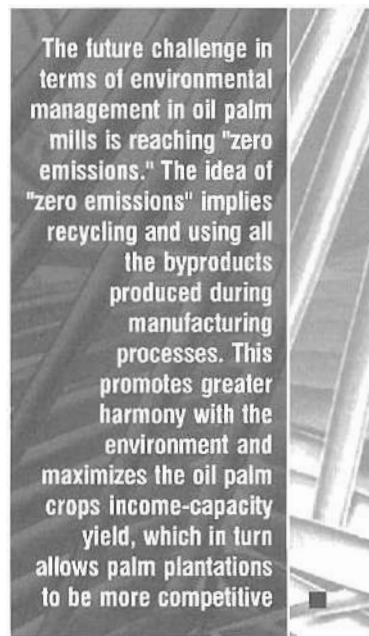 The future challenge in
terms of environmental
management in oil palm
mills is reaching "zero
emissions." The idea of
"zero emissions" implies
recycling and using all
the byproducts
produced during
manufacturing
processes. This
promotes greater
harmony with the
environment and
maximizes the oil palm
crops income-capacity
yield, which in turn
allows palm plantations
to be more competitive